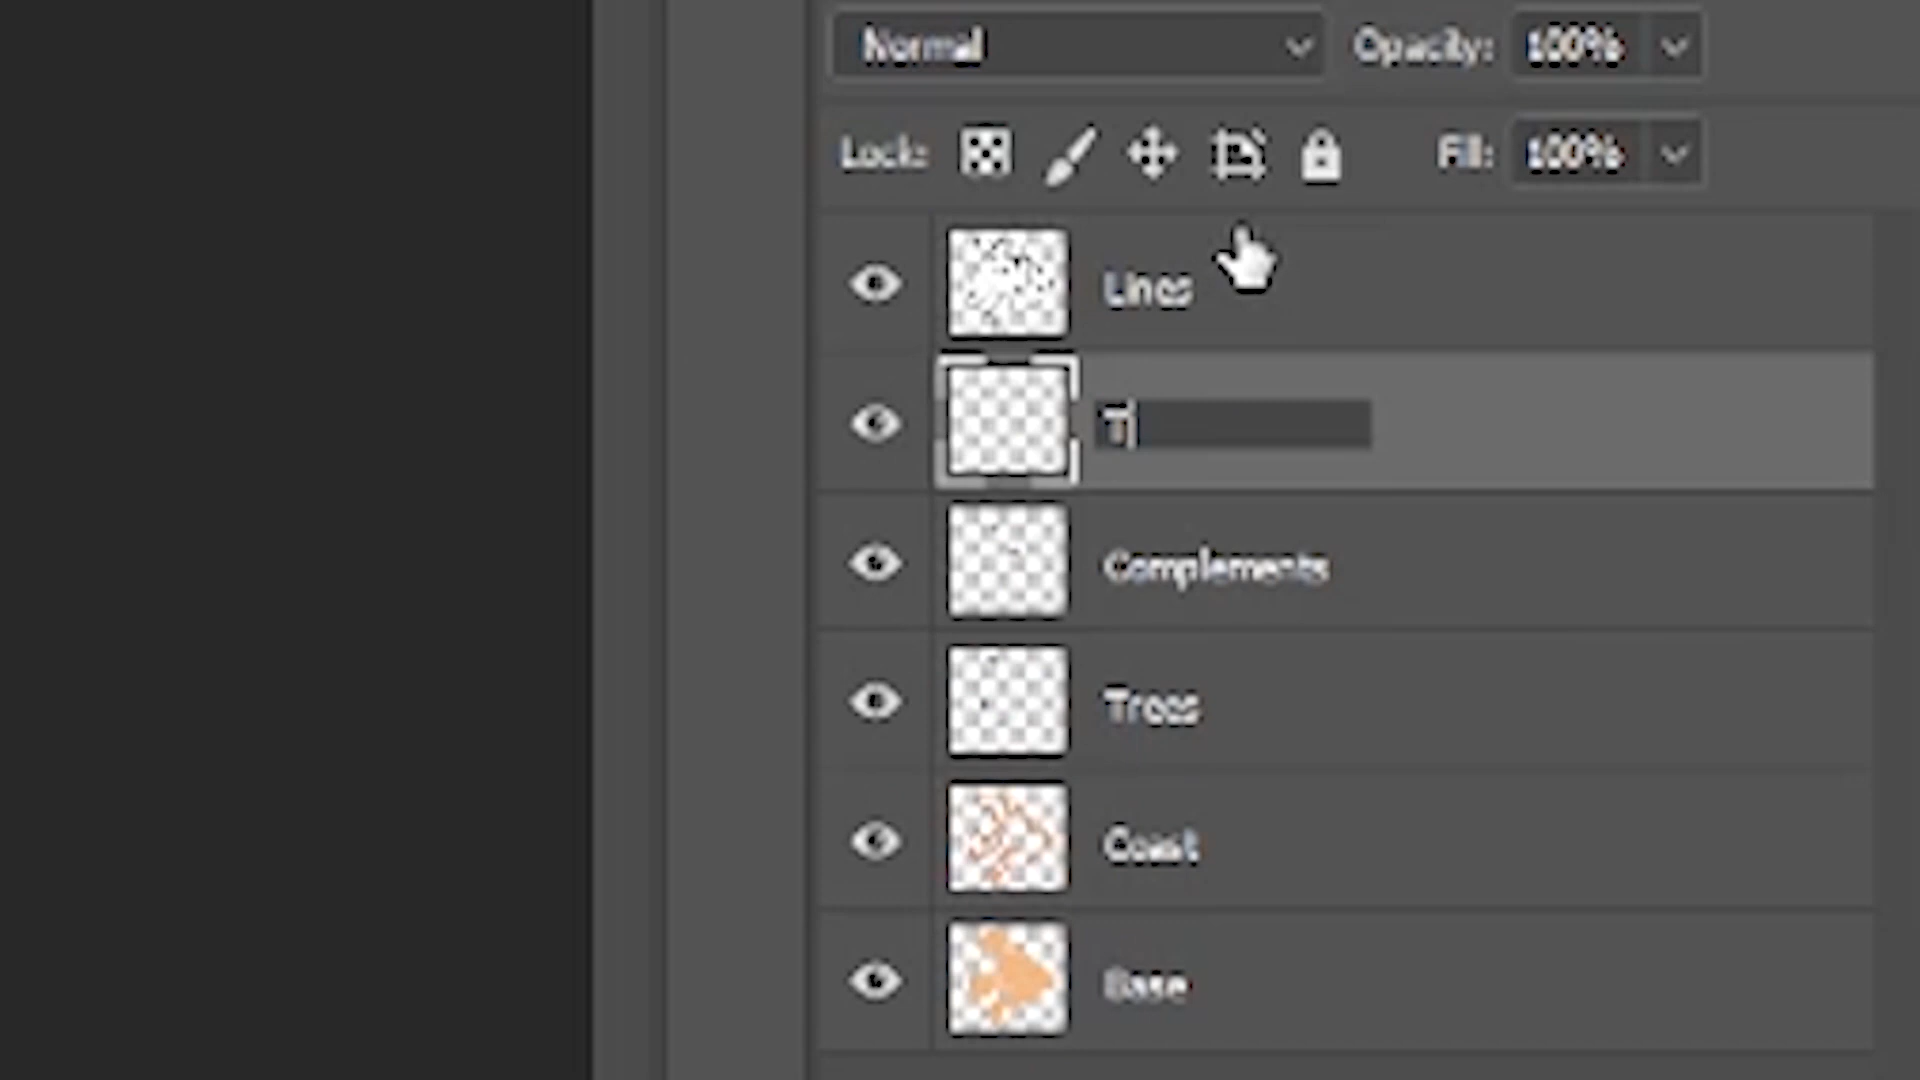 Normal Opacity: 100%
Lock: Fill: 100%
Lines
T
Complements
Trees
Coast
Base